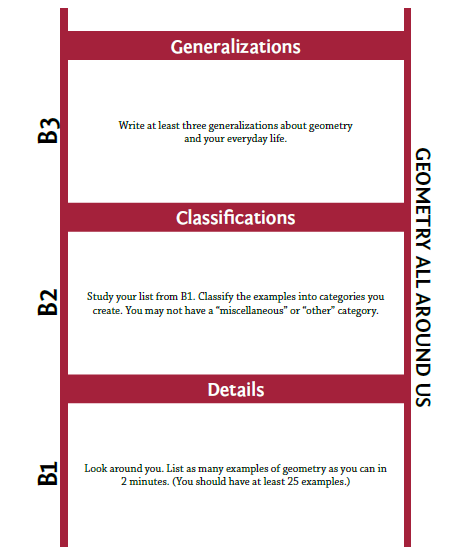 Generalizations
B3
Write at least three generalizations about geometry
and your everyday life.
Classifications
B2
Study your list from B1. Classify the examples into categories you
create. You may not have a “miscellaneous” or “other” category.
Details
B1
Look around you. List as many examples of geometry as you can in
2 minutes. (You should have at least 25 examples.)
GEOMETRY ALL AROUND US